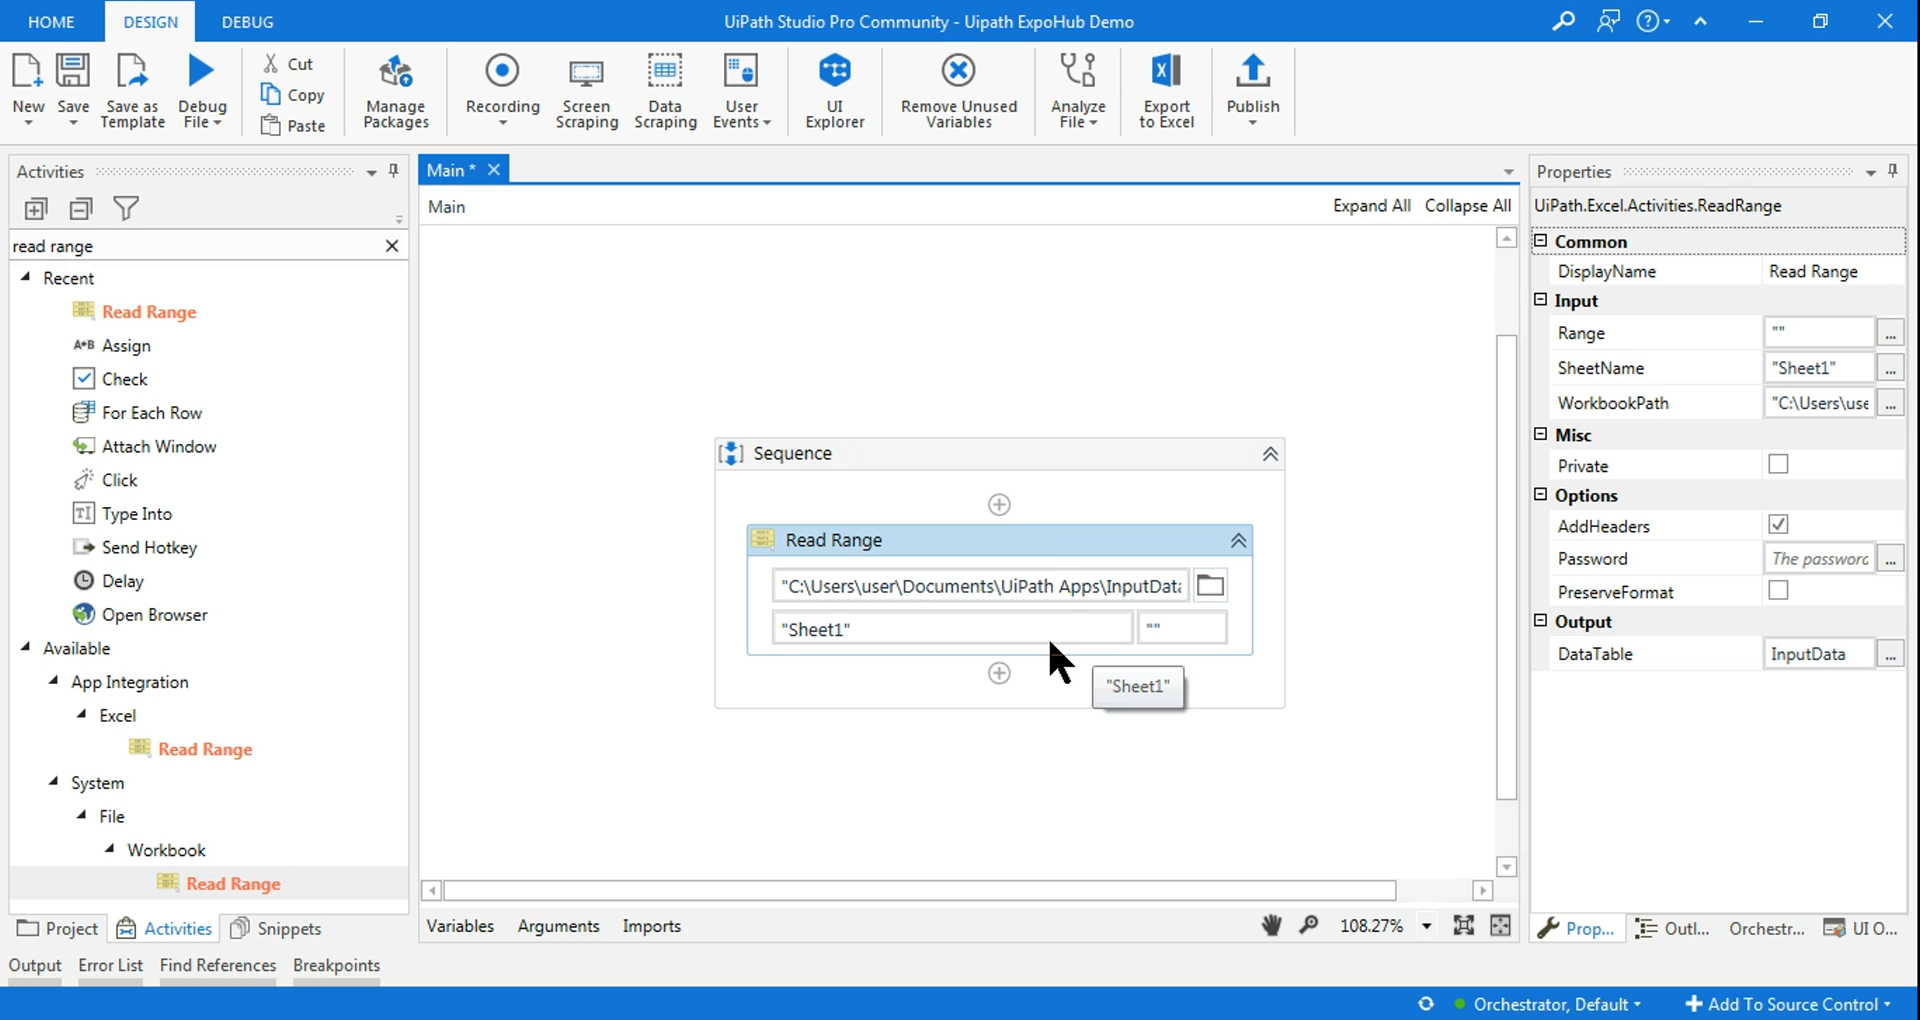 HOME DESIGN DEBUG UiPath Studio Pro Community - Uipath ExpoHub Demo
New Save Save as Template Debug File Cut Copy Paste Manage Packages Recording Screen Scraping Data Scraping User Events UI Explorer Remove Unused Variables Analyze File Export to Excel Publish
Activities
read range
Recent
Read Range
Assign
A*B
Check
For Each Row
Attach Window
Click
Type Into
Send Hotkey
Delay
Open Browser
Available
App Integration
Excel
Read Range
System
File
Workbook
Read Range
Project Activities Snippets
Main *
Main Expand All Collapse All
Sequence
Read Range
"C:\Users\user\Documents\UiPath Apps\InputData
"Sheet1" ""
"Sheet1"
Variables Arguments Imports 108.27%
Properties
UiPath.Excel.Activities.ReadRange
Common
DisplayName Read Range
Input
Range "" ...
SheetName "Sheet1" ...
WorkbookPath "C:\Users\use ...
Misc
Private
Options
AddHeaders
Password The password ...
PreserveFormat
Output
DataTable InputData ...
Prop... Outl... Orchestr... UI O...
Output Error List Find References Breakpoints
Orchestrator, Default Add To Source Control